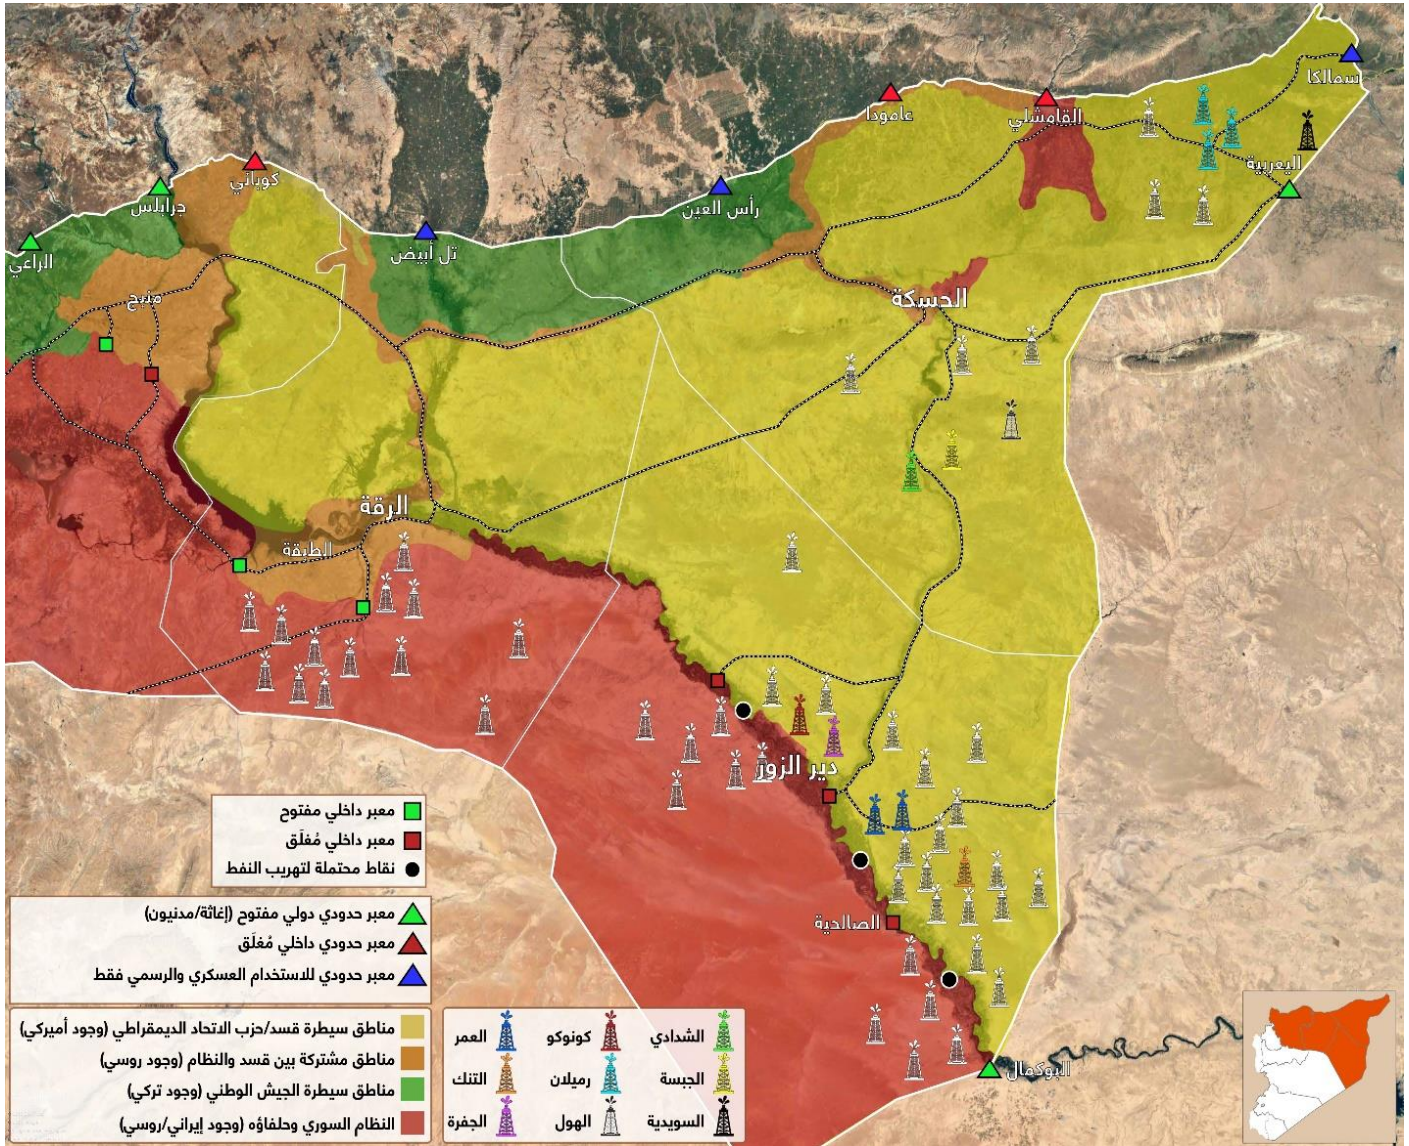 سمالكا
عامودا
القامشلي
اليعربية
كوباني
جرابلس
رأس العين
تل أبيض
الراعي
منبج
الحسكة
الرقة
الطبقة
دير الزور
الصالحية
البوكمال
معبر داخلي مفتوح
معبر داخلي مُغلَق
نقاط محتملة لتهريب النفط
معبر حدودي دولي مفتوح (إغاثة/مدنيون)
معبر حدودي داخلي مُغلَق
معبر حدودي للاستخدام العسكري والرسمي فقط
مناطق سيطرة قسد/حزب الاتحاد الديمقراطي (وجود أميركي)
مناطق مشتركة بين قسد والنظام (وجود روسي)
مناطق سيطرة الجيش الوطني (وجود تركي)
النظام السوري وحلفاؤه (وجود إيراني/روسي)
الشدادي كونوكو العمر
الجبسة رميلان التنك
السويدية الهول الجفرة